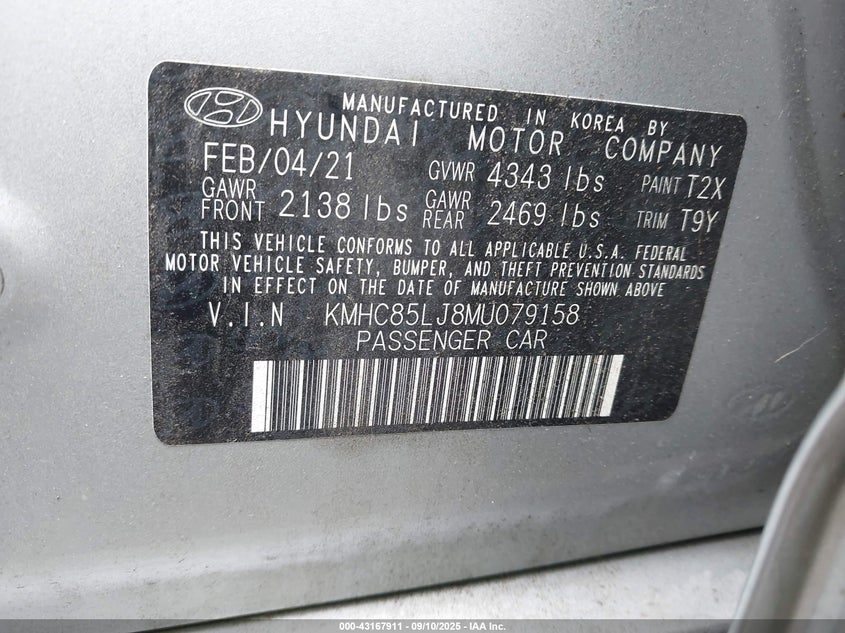 MANUFACTURED IN KOREA BY
HYUNDAI MOTOR COMPANY
FEB/04/21 GVWR 4343 lbs PAINT T2X
GAWR FRONT 2138 lbs GAWR REAR 2469 lbs TRIM T9Y
THIS VEHICLE CONFORMS TO ALL APPLICABLE U.S.A. FEDERAL
MOTOR VEHICLE SAFETY, BUMPER, AND THEFT PREVENTION STANDARDS
IN EFFECT ON THE DATE OF MANUFACTURE SHOWN ABOVE
V.I.N KMHC85LJ8MU079158
PASSENGER CAR
000-43167911 — 09/10/2025 — IAA Inc.